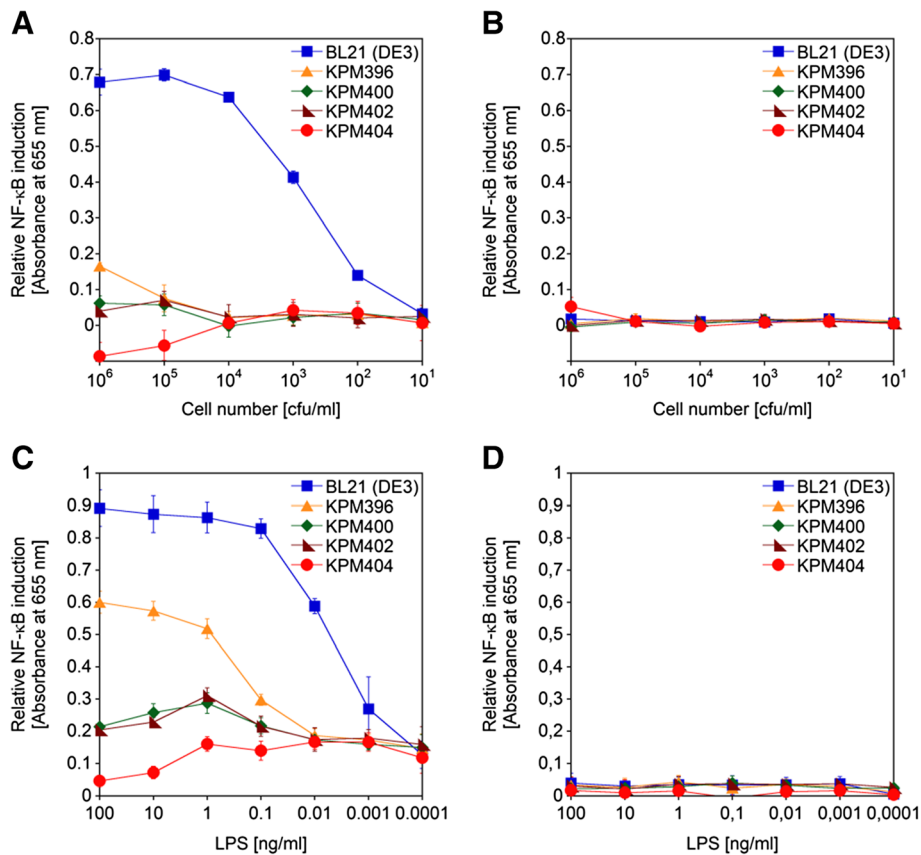 A
Relative NF-κB induction
[Absorbance at 655 nm]
0.8
0.7
0.6
0.5
0.4
0.3
0.2
0.1
0
BL21 (DE3)
KPM396
KPM400
KPM402
KPM404
10⁶ 10⁵ 10⁴ 10³ 10² 10¹
Cell number [cfu/ml]
B
Relative NF-κB induction
[Absorbance at 655 nm]
0.8
0.7
0.6
0.5
0.4
0.3
0.2
0.1
0
BL21 (DE3)
KPM396
KPM400
KPM402
KPM404
10⁶ 10⁵ 10⁴ 10³ 10² 10¹
Cell number [cfu/ml]
C
Relative NF-κB induction
[Absorbance at 655 nm]
1
0.9
0.8
0.7
0.6
0.5
0.4
0.3
0.2
0.1
0
BL21 (DE3)
KPM396
KPM400
KPM402
KPM404
100 10 1 0.1 0.01 0.001 0.0001
LPS [ng/ml]
D
Relative NF-κB induction
[Absorbance at 655 nm]
1
0,9
0,8
0,7
0,6
0,5
0,4
0,3
0,2
0,1
0
BL21 (DE3)
KPM396
KPM400
KPM402
KPM404
100 10 1 0,1 0,01 0,001 0,0001
LPS [ng/ml]